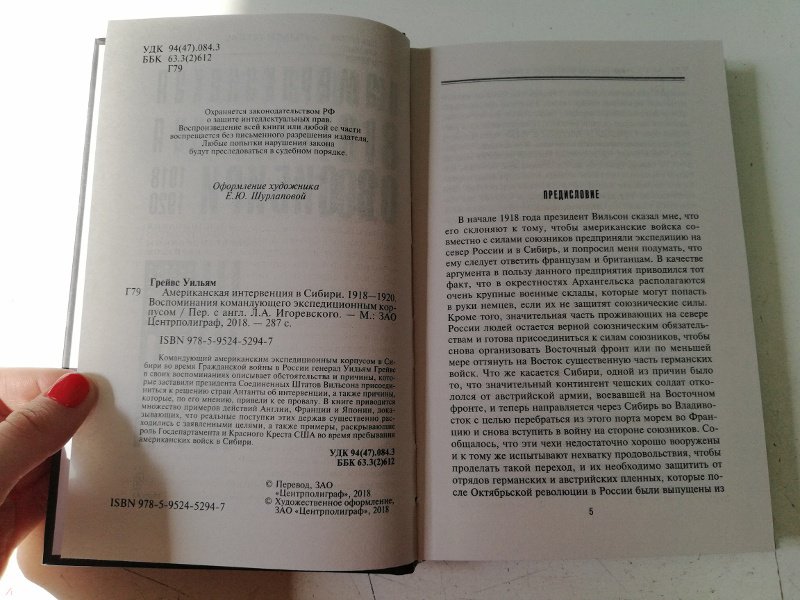 УДК 94(47).084.3
ББК 63.3(2)612
Г79
Охраняется законодательством РФ
о защите интеллектуальных прав.
Воспроизведение всей книги или любой ее части
воспрещается без письменного разрешения издателя.
Любые попытки нарушения закона
будут преследоваться в судебном порядке.
Оформление художника
Е.Ю. Шурлаповой
Грейвс Уильям
Г79 Американская интервенция в Сибири. 1918—1920.
Воспоминания командующего экспедиционным кор-
пусом / Пер. с англ. Л.А. Игоревского. — М.: ЗАО
Центрполиграф, 2018. — 287 с.
ISBN 978-5-9524-5294-7
Командующий американским экспедиционным корпусом в Си-
бири во время Гражданской войны в России генерал Уильям Грейвс
в своих воспоминаниях описывает обстоятельства и причины, кото-
рые заставили президента Соединенных Штатов Вильсона присоеди-
ниться к решению стран Антанты об интервенции, а также причины,
которые, по его мнению, привели к ее провалу. В книге приводится
множество примеров действий Англии, Франции и Японии, дока-
зывающих, что реальные поступки этих держав существенно рас-
ходились с заявленными целями, а также примеры, раскрывающие
роль Госдепартамента и Красного Креста США во время пребывания
американских войск в Сибири.
УДК 94(47).084.3
ББК 63.3(2)612
© Перевод, ЗАО
«Центрполиграф», 2018
© Художественное оформление,
ЗАО «Центрполиграф», 2018
ISBN 978-5-9524-5294-7
ПРЕДИСЛОВИЕ
В начале 1918 года президент Вильсон сказал мне, что
его склоняют к тому, чтобы американские войска со-
вместно с силами союзников предприняли экспедицию на
север России и в Сибирь, и попросил меня подумать, что
ему следует ответить французам и британцам. В качестве
аргумента в пользу данного предприятия приводился тот
факт, что в окрестностях Архангельска располагаются
очень крупные военные склады, которые могут попасть
в руки немцев, если их не защитят союзнические силы.
Кроме того, значительная часть проживающих на севере
России людей остается верной союзническим обязатель-
ствам и готова присоединиться к силам союзников, чтобы
снова организовать Восточный фронт или по меньшей
мере оттянуть на Восток существенную часть германских
войск. Что же касается Сибири, одной из причин было
то, что значительный контингент чешских солдат отко-
лолся от австрийской армии, воевавшей на Восточном
фронте, и теперь направляется через Сибирь во Владиво-
сток с целью перебраться из этого порта морем во Фран-
цию и снова вступить в войну на стороне союзников. Со-
общалось, что эти чехи недостаточно хорошо вооружены
и к тому же испытывают нехватку продовольствия, чтобы
проделать такой переход, и их необходимо защитить от
отрядов германских и австрийских пленных, которые по-
сле Октябрьской революции в России были выпущены из
5